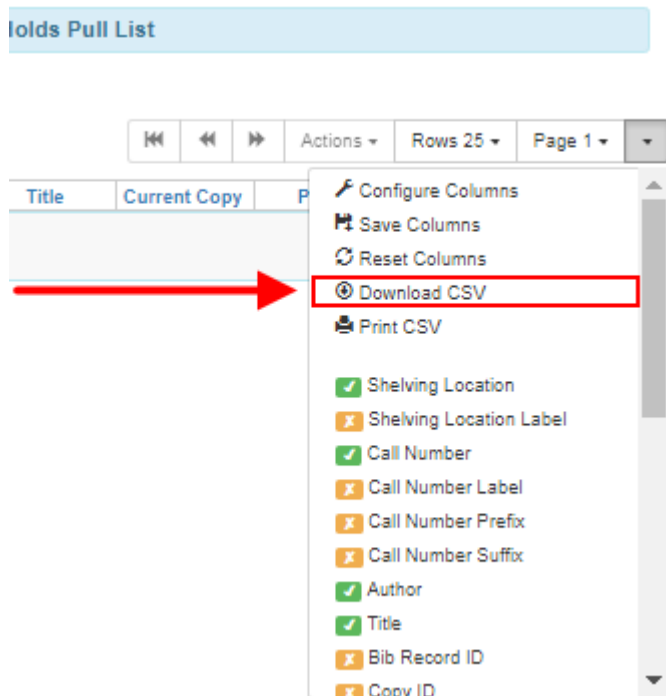 olds Pull List
Actions Rows 25 Page 1
Title Current Copy P
Configure Columns
Save Columns
Reset Columns
Download CSV
Print CSV
Shelving Location
Shelving Location Label
Call Number
Call Number Label
Call Number Prefix
Call Number Suffix
Author
Title
Bib Record ID
Copy ID